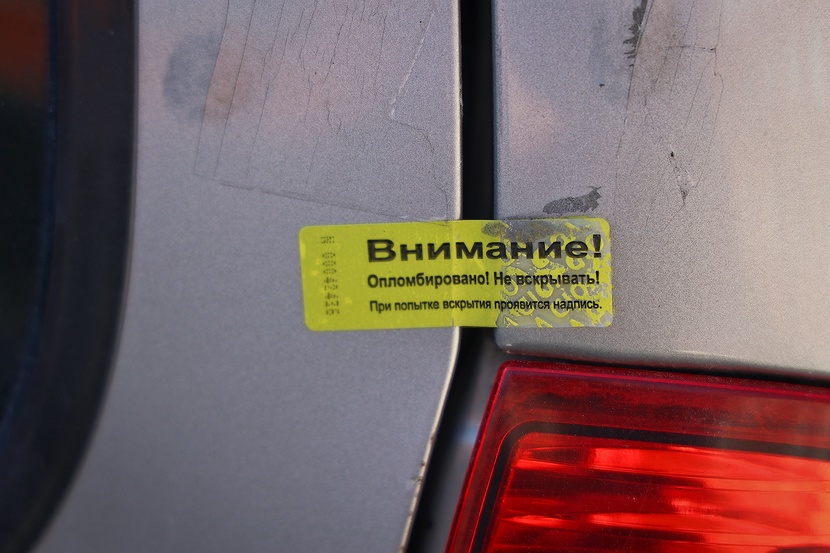 Внимание!
Опломбировано! Не вскрывать!
При попытке вскрытия проявится надпись.